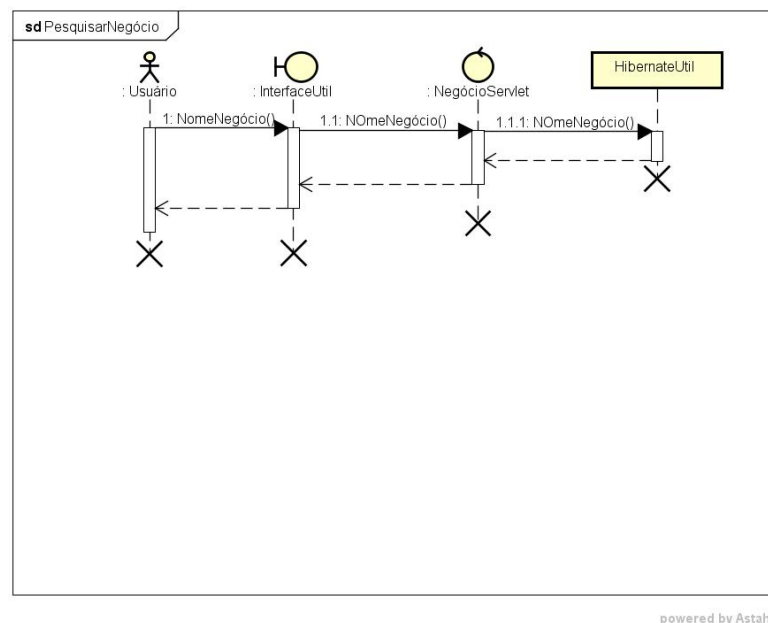 sd PesquisarNegócio
: Usuário
: InterfaceUtil
: NegócioServlet
HibernateUtil
1: NomeNegócio()
1.1: NOmeNegócio()
1.1.1: NOmeNegócio()
powered by Astah